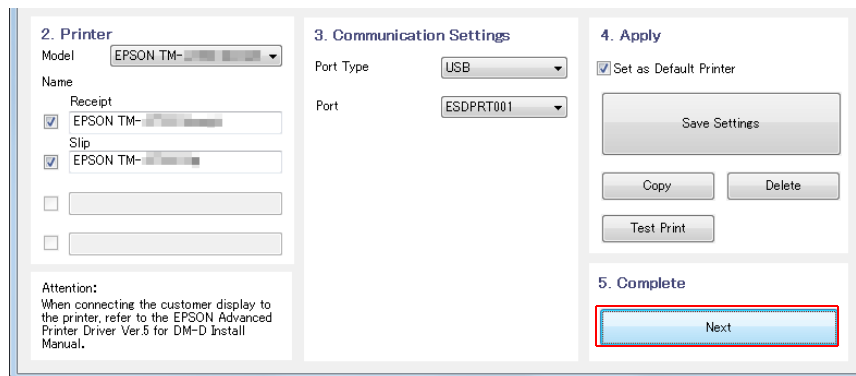 2. Printer
Model EPSON TM-
Name
Receipt
EPSON TM-
Slip
EPSON TM-
Attention:
When connecting the customer display to
the printer, refer to the EPSON Advanced
Printer Driver Ver.5 for DM-D Install
Manual.
3. Communication Settings
Port Type USB
Port ESDPRT001
4. Apply
Set as Default Printer
Save Settings
Copy Delete
Test Print
5. Complete
Next